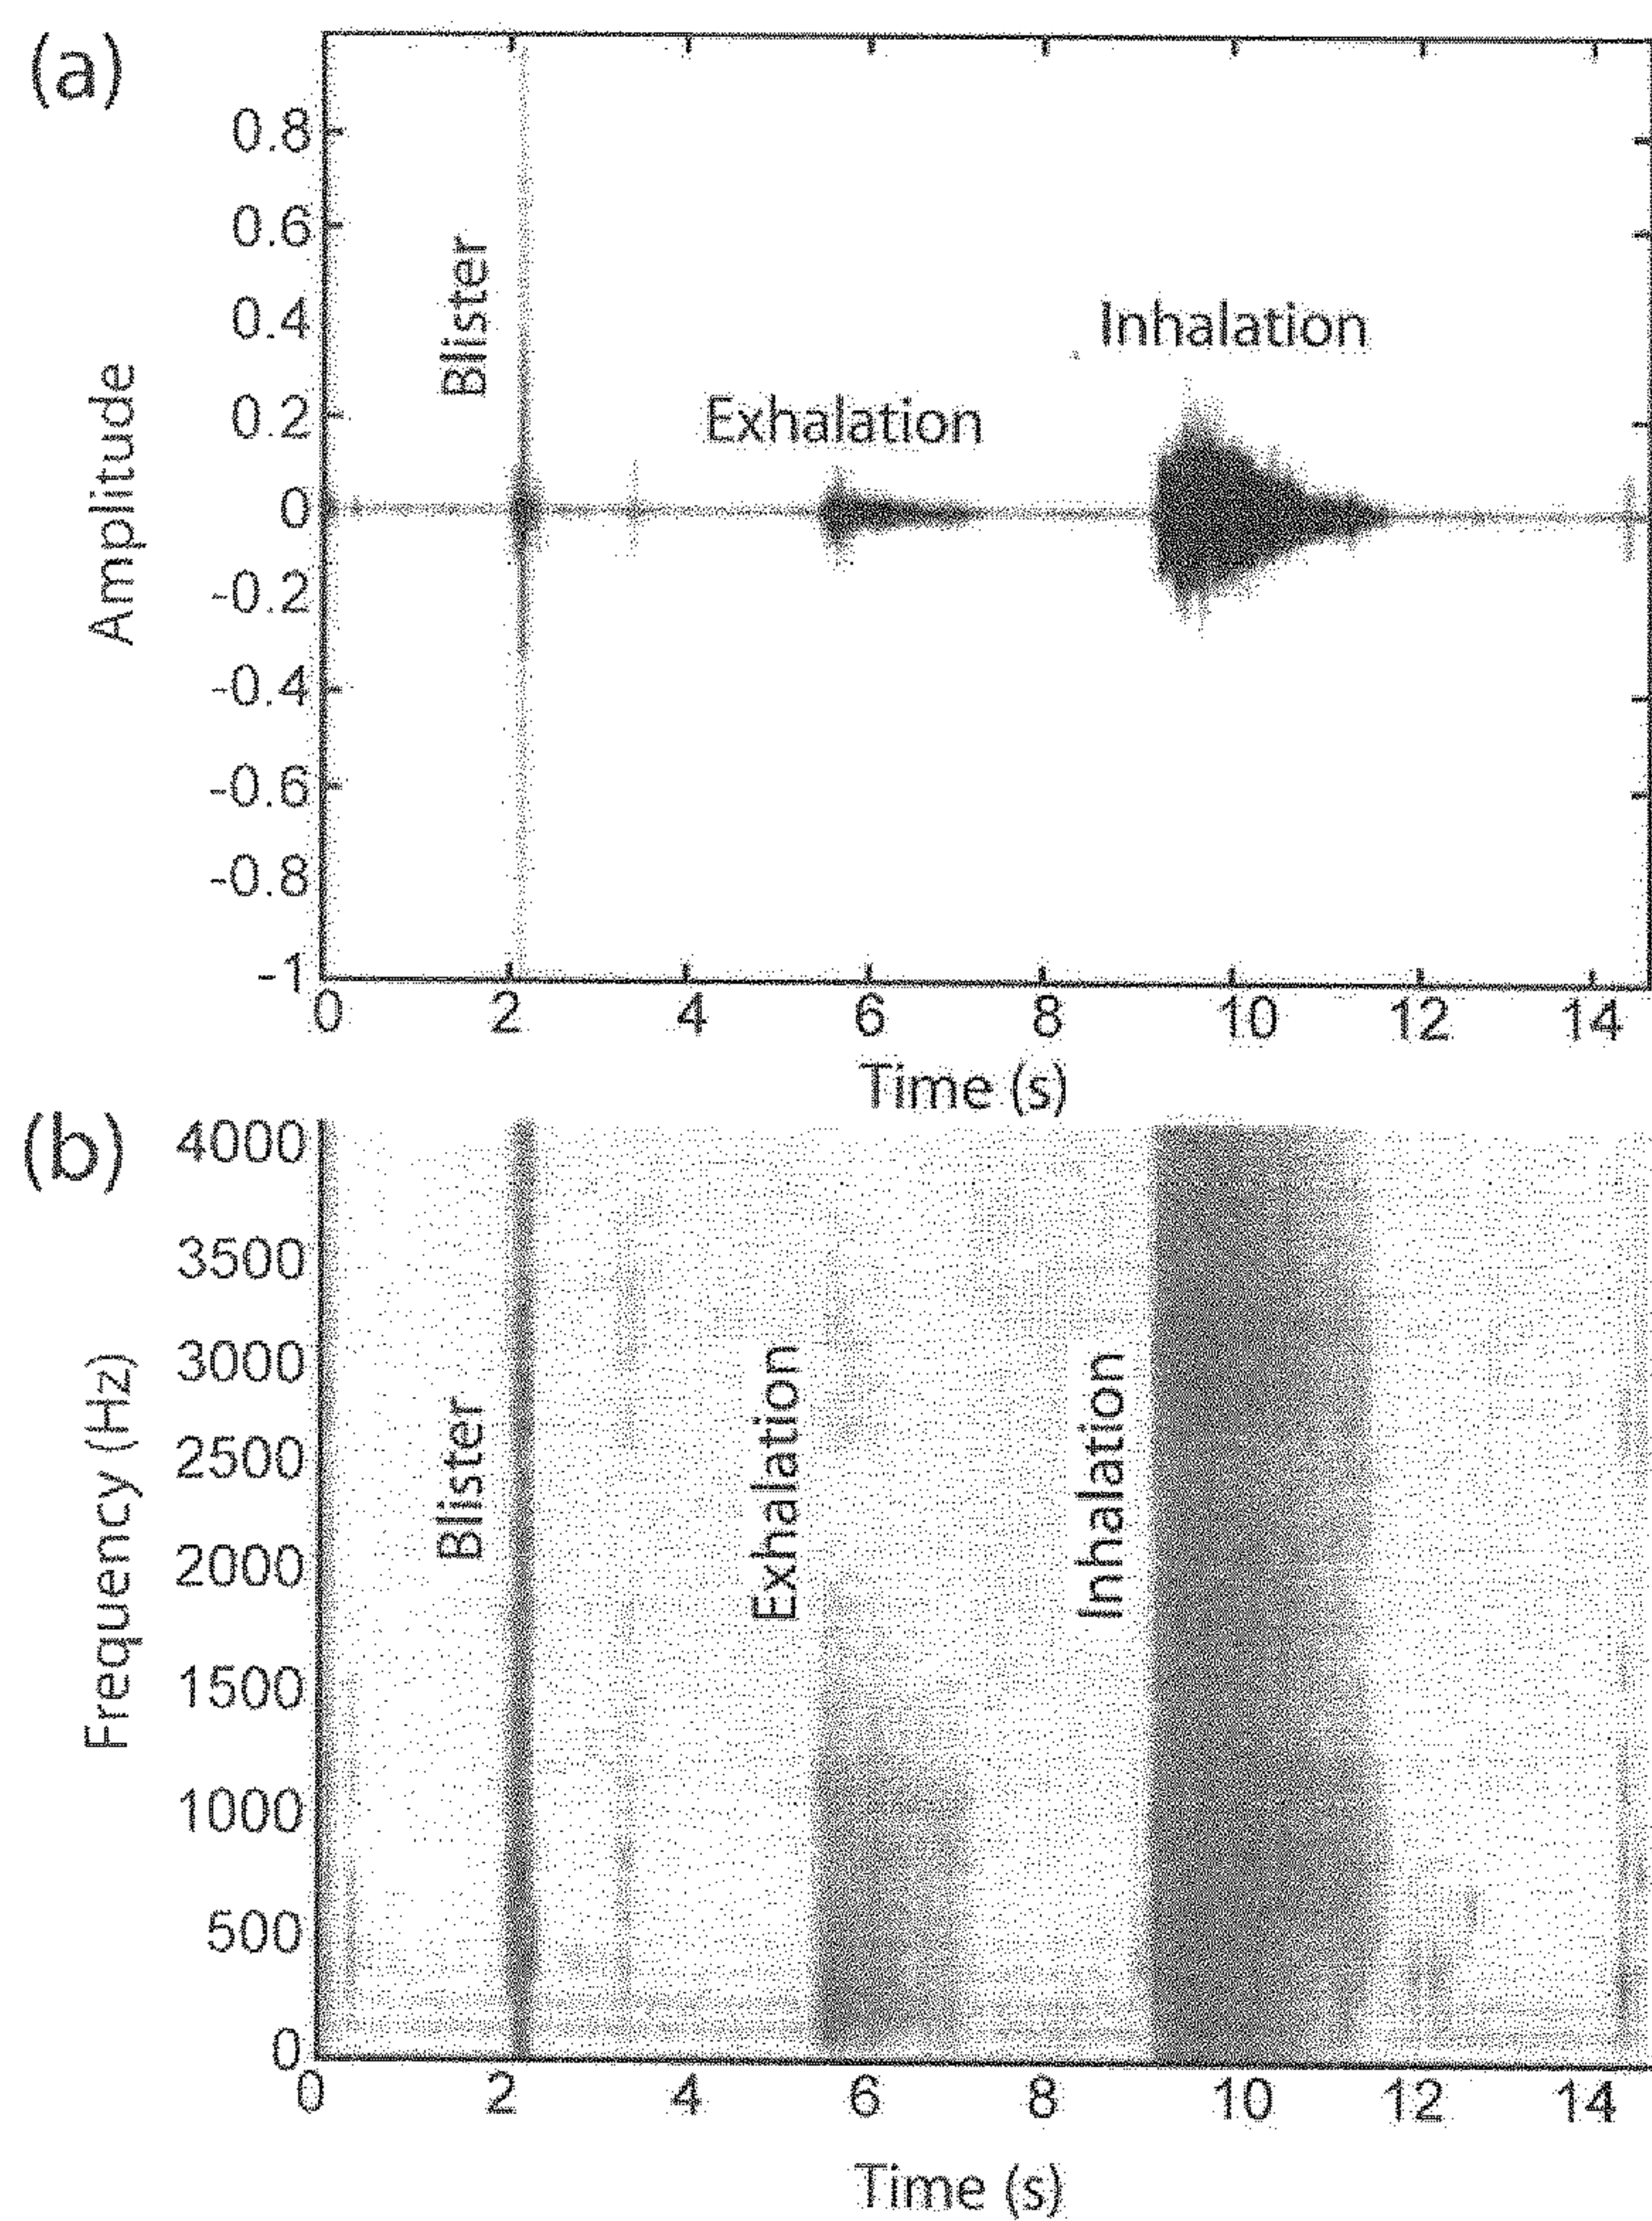 (a)
0.8
0.6
0.4
0.2
0
-0.2
-0.4
-0.6
-0.8
-1
Amplitude
Blister
Exhalation
Inhalation
0 2 4 6 8 10 12 14
Time (s)
(b)
4000
3500
3000
2500
2000
1500
1000
500
0
Frequency (Hz)
Blister
Exhalation
Inhalation
0 2 4 6 8 10 12 14
Time (s)